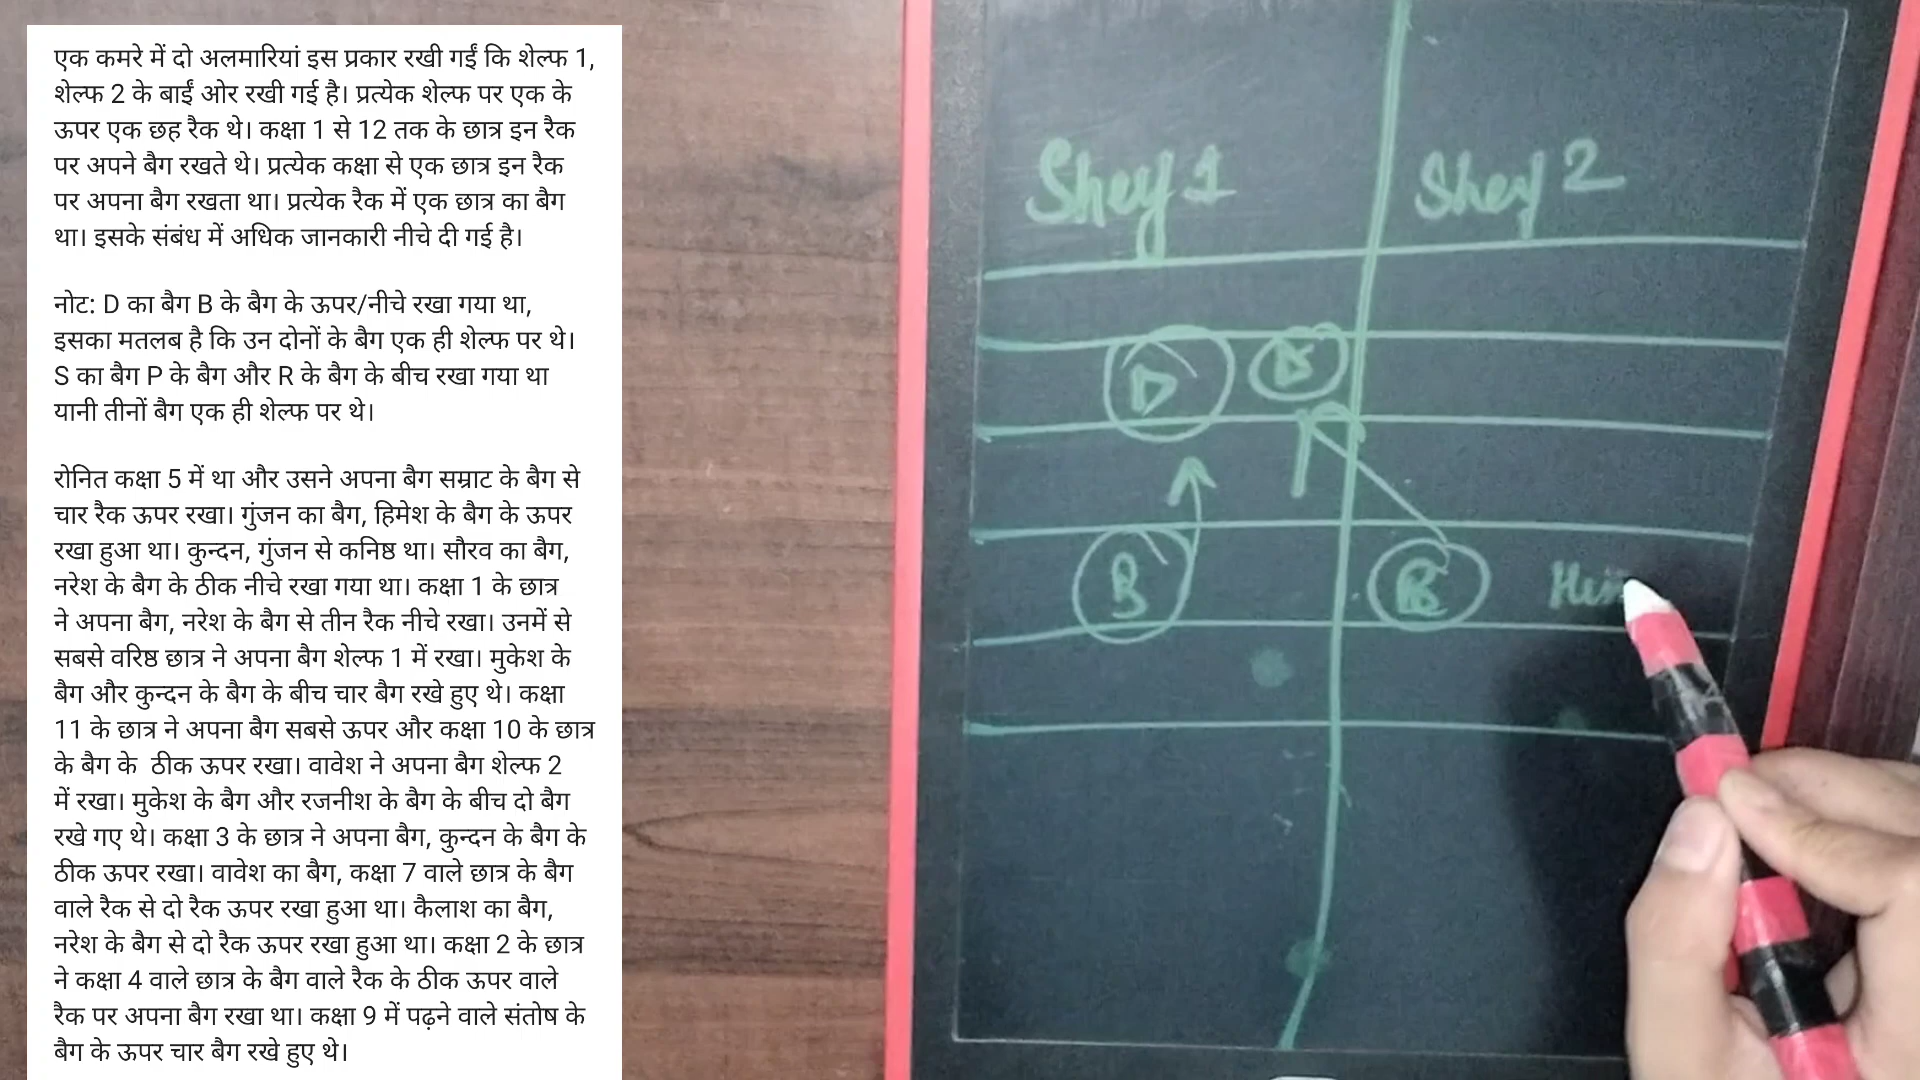 एक कमरे में दो अलमारियां इस प्रकार रखी गईं कि शेल्फ 1,
शेल्फ 2 के बाईं ओर रखी गई है। प्रत्येक शेल्फ पर एक के
ऊपर एक छह रैक थे। कक्षा 1 से 12 तक के छात्र इन रैक
पर अपने बैग रखते थे। प्रत्येक कक्षा से एक छात्र इन रैक
पर अपना बैग रखता था। प्रत्येक रैक में एक छात्र का बैग
था। इसके संबंध में अधिक जानकारी नीचे दी गई है।
नोट: D का बैग B के बैग के ऊपर/नीचे रखा गया था,
इसका मतलब है कि उन दोनों के बैग एक ही शेल्फ पर थे।
S का बैग P के बैग और R के बैग के बीच रखा गया था
यानी तीनों बैग एक ही शेल्फ पर थे।
रोनित कक्षा 5 में था और उसने अपना बैग सम्राट के बैग से
चार रैक ऊपर रखा। गुंजन का बैग, हिमेश के बैग के ऊपर
रखा हुआ था। कुन्दन, गुंजन से कनिष्ठ था। सौरव का बैग,
नरेश के बैग के ठीक नीचे रखा गया था। कक्षा 1 के छात्र
ने अपना बैग, नरेश के बैग से तीन रैक नीचे रखा। उनमें से
सबसे वरिष्ठ छात्र ने अपना बैग शेल्फ 1 में रखा। मुकेश के
बैग और कुन्दन के बैग के बीच चार बैग रखे हुए थे। कक्षा
11 के छात्र ने अपना बैग सबसे ऊपर और कक्षा 10 के छात्र
के बैग के ठीक ऊपर रखा। वावेश ने अपना बैग शेल्फ 2
में रखा। मुकेश के बैग और रजनीश के बैग के बीच दो बैग
रखे गए थे। कक्षा 3 के छात्र ने अपना बैग, कुन्दन के बैग के
ठीक ऊपर रखा। वावेश का बैग, कक्षा 7 वाले छात्र के बैग
वाले रैक से दो रैक ऊपर रखा हुआ था। कैलाश का बैग,
नरेश के बैग से दो रैक ऊपर रखा हुआ था। कक्षा 2 के छात्र
ने कक्षा 4 वाले छात्र के बैग वाले रैक के ठीक ऊपर वाले
रैक पर अपना बैग रखा था। कक्षा 9 में पढ़ने वाले संतोष के
बैग के ऊपर चार बैग रखे हुए थे।
Shelf 1 Shelf 2
D D
B B